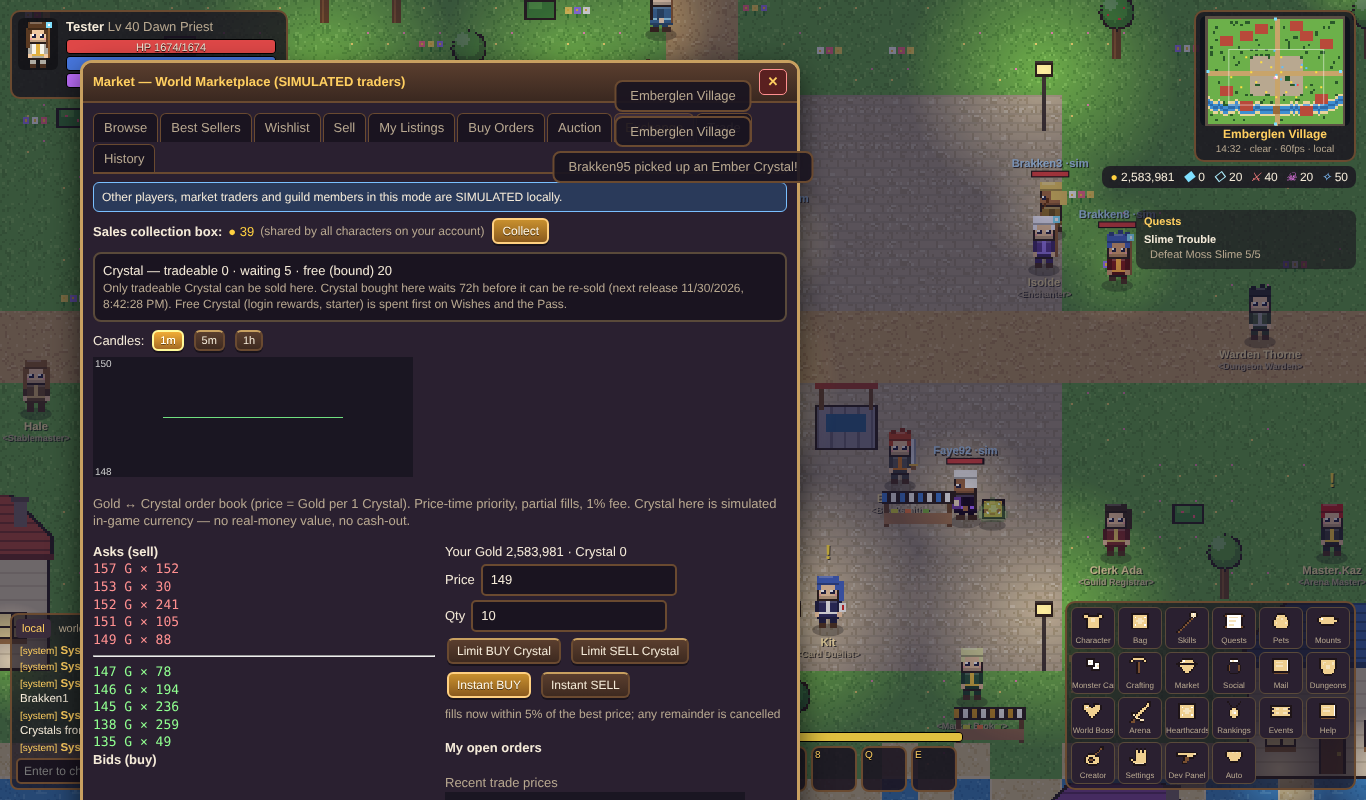 Tester Lv 40 Dawn Priest
HP 1674/1674
Market — World Marketplace (SIMULATED traders)
×
Emberglen Village
Emberglen Village
Brakken95 picked up an Ember Crystal!
Browse
Best Sellers
Wishlist
Sell
My Listings
Buy Orders
Auction
History
Other players, market traders and guild members in this mode are SIMULATED locally.
Sales collection box: 39 (shared by all characters on your account) Collect
Crystal — tradeable 0 · waiting 5 · free (bound) 20
Only tradeable Crystal can be sold here. Crystal bought here waits 72h before it can be re-sold (next release 11/30/2026,
8:42:28 PM). Free Crystal (login rewards, starter) is spent first on Wishes and the Pass.
Candles: 1m 5m 1h
150
148
Gold ↔ Crystal order book (price = Gold per 1 Crystal). Price-time priority, partial fills, 1% fee. Crystal here is simulated
in-game currency — no real-money value, no cash-out.
Asks (sell)
157 G × 152
153 G × 30
152 G × 241
151 G × 105
149 G × 88
147 G × 78
146 G × 194
145 G × 236
138 G × 259
135 G × 49
Bids (buy)
Your Gold 2,583,981 · Crystal 0
Price 149
Qty 10
Limit BUY Crystal
Limit SELL Crystal
Instant BUY
Instant SELL
fills now within 5% of the best price; any remainder is cancelled
My open orders
Recent trade prices
Emberglen Village
14:32 · clear · 60fps · local
2,583,981 0 20 40 20 50
Quests
Slime Trouble
Defeat Moss Slime 5/5
Brakken3 ·sim
Brakken8
Isolde
<Enchanter>
Warden Thorne
<Dungeon Warden>
Hale
<Stablemaster>
Faye92 ·sim
!
Kit
<Card Duelist>
Clerk Ada
<Guild Registrar>
!
Master Kaz
<Arena Master>
local
[system]
[system]
[system]
Brakken1
[system]
[system]
Enter to
8
Q
E
Character
Bag
Skills
Quests
Pets
Mounts
Monster Ca
Crafting
Market
Social
Mail
Dungeons
World Boss
Arena
Hearthcards
Rankings
Events
Help
Creator
Settings
Dev Panel
Auto